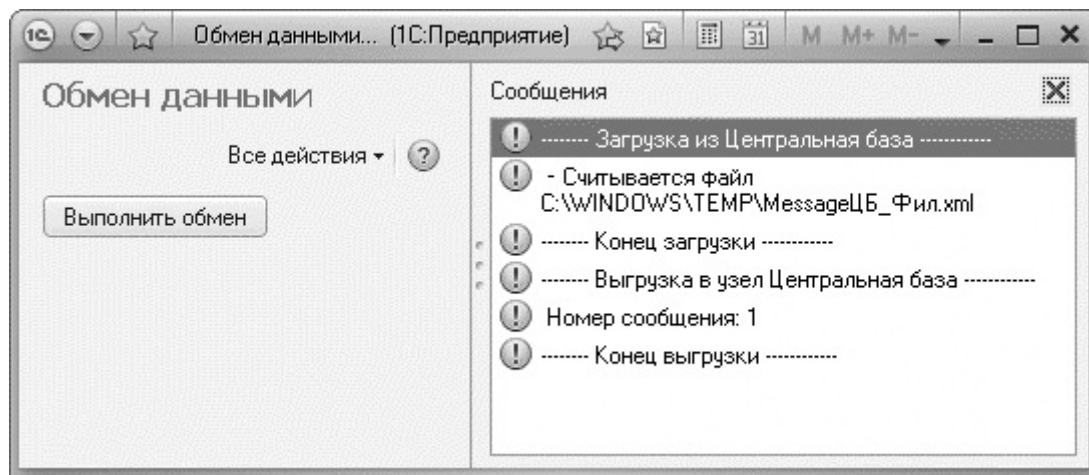 1С Обмен данными... (1С:Предприятие) 31 M M+ M-
Обмен данными
Все действия ?
Выполнить обмен
Сообщения
-------- Загрузка из Центральная база ------------
- Считывается файл
C:\WINDOWS\TEMP\MessageЦБ_Фил.xml
-------- Конец загрузки ------------
-------- Выгрузка в узел Центральная база ------------
Номер сообщения: 1
-------- Конец выгрузки ------------